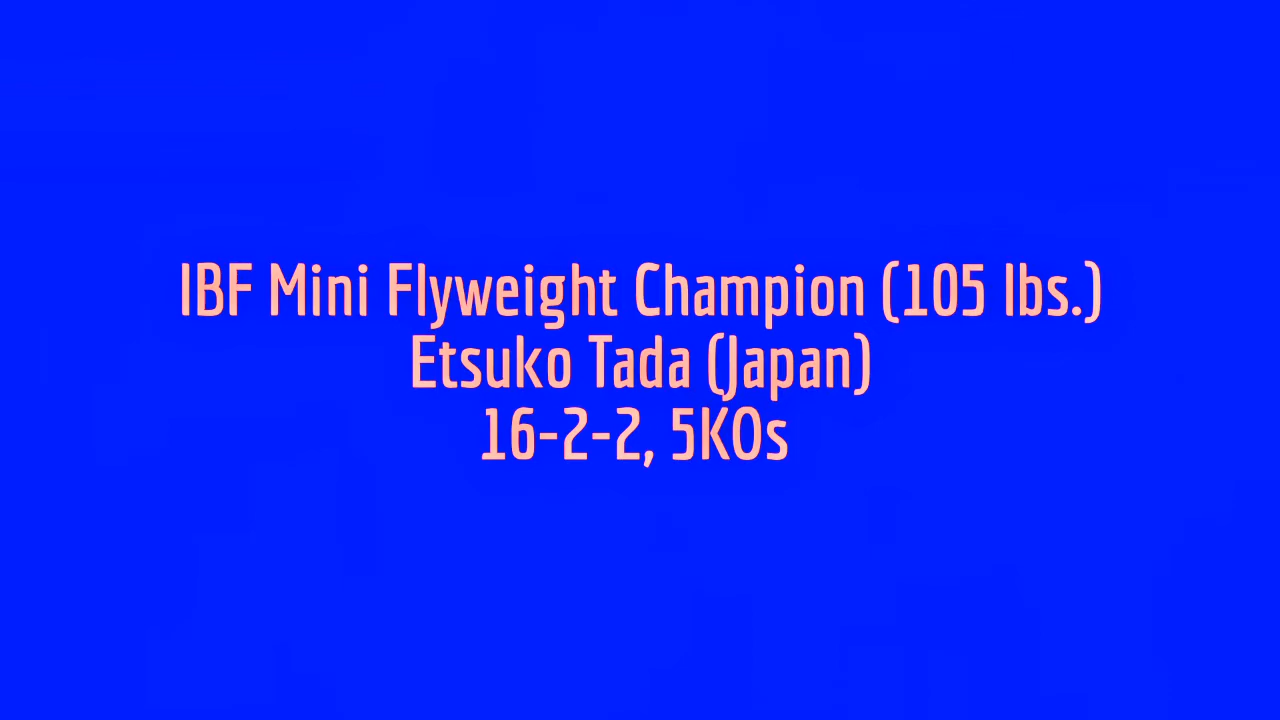 IBF Mini Flyweight Champion (105 lbs.)
Etsuko Tada (Japan)
16-2-2, 5KOs